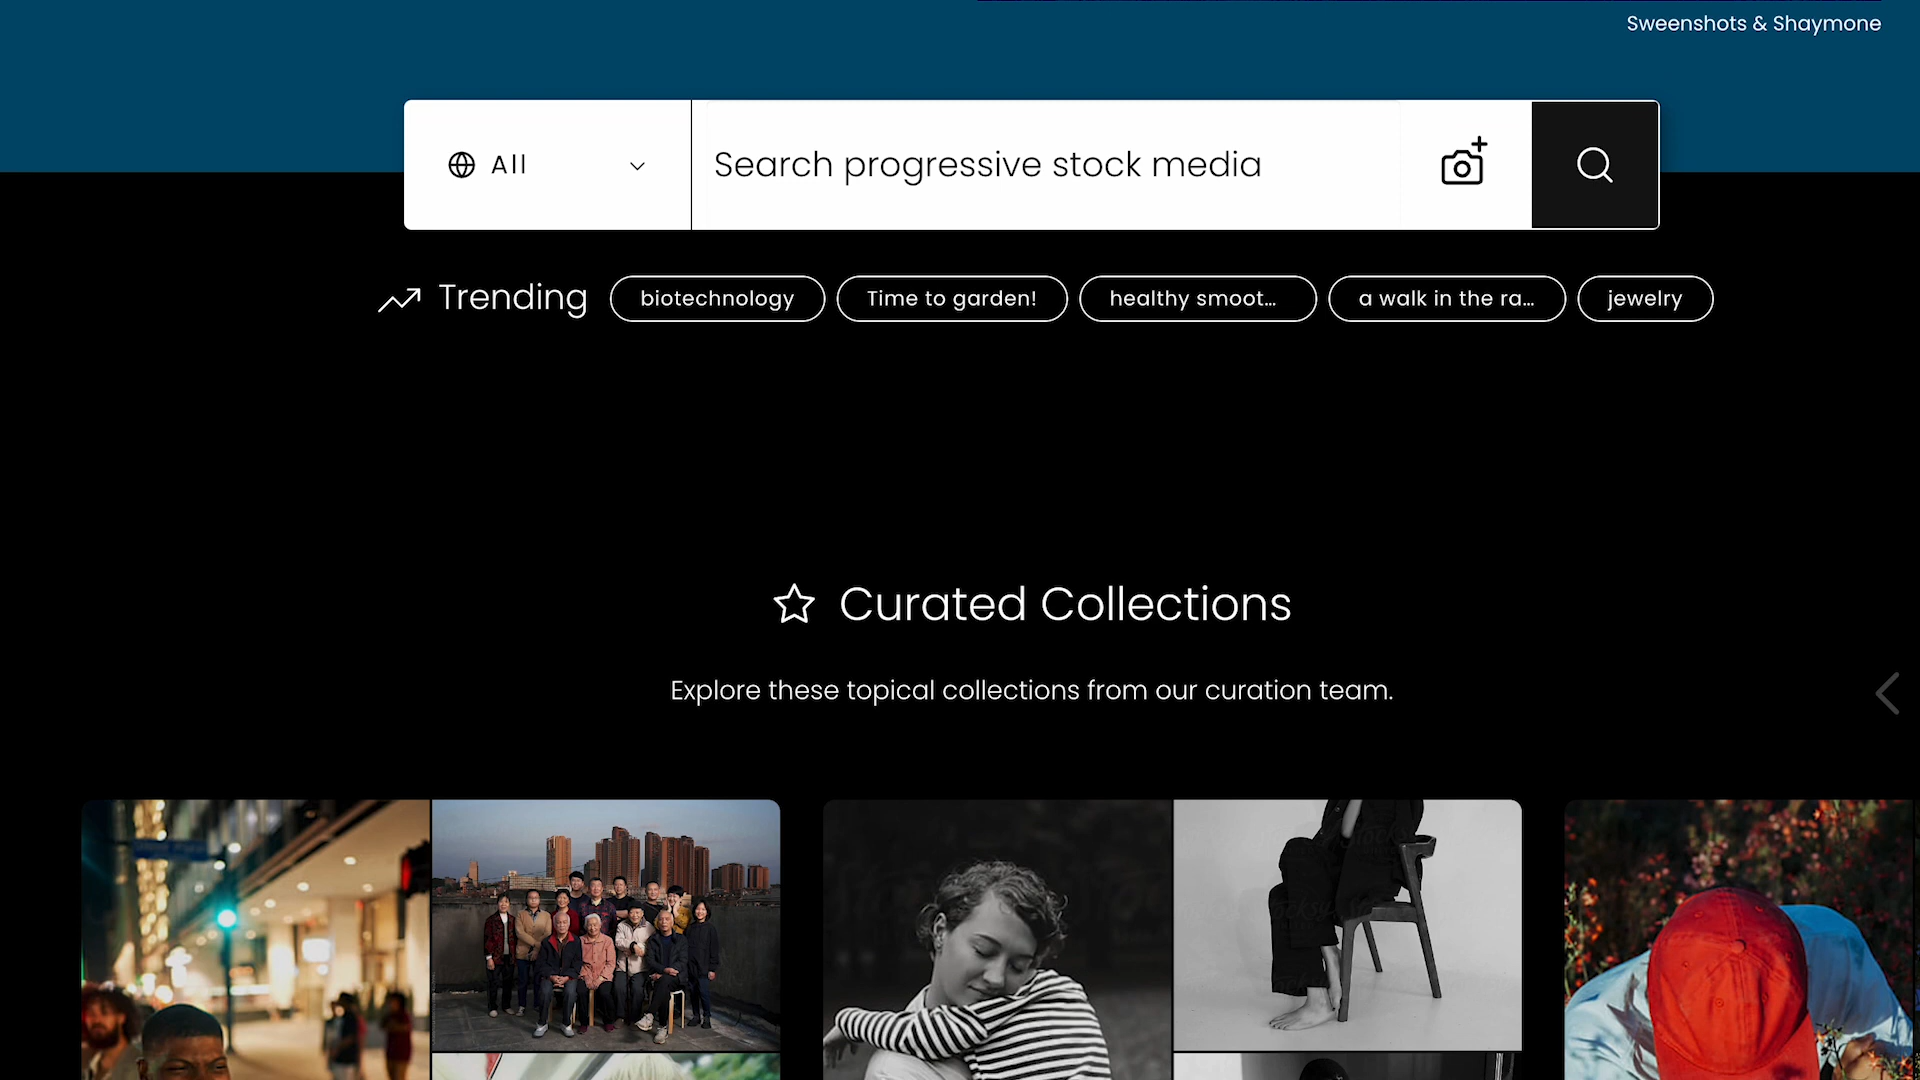 Sweenshots & Shaymone
All
Search progressive stock media
Trending
biotechnology
Time to garden!
healthy smoot...
a walk in the ra...
jewelry
Curated Collections
Explore these topical collections from our curation team.